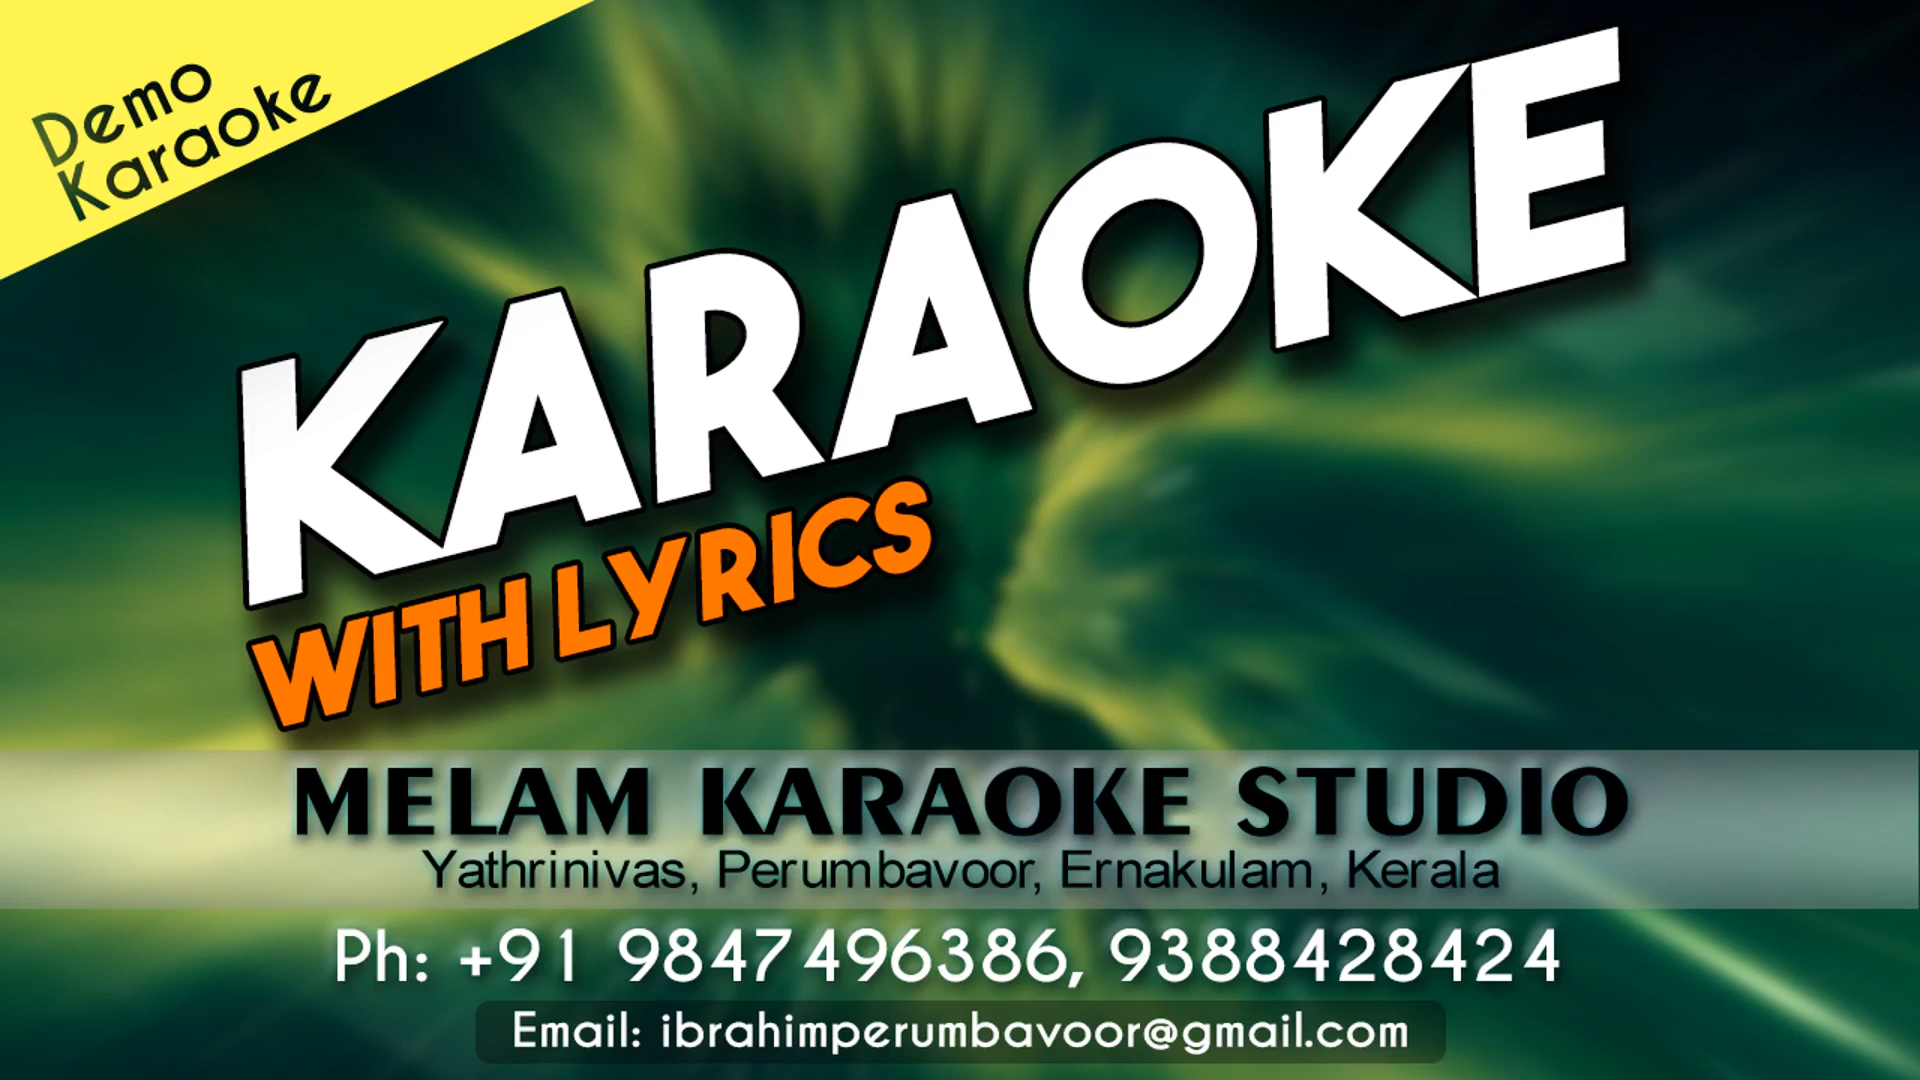 Demo
Karaoke
KARAOKE
WITH LYRICS
MELAM KARAOKE STUDIO
Yathrinivas, Perumbavoor, Ernakulam, Kerala
Ph: +91 9847496386, 9388428424
Email: ibrahimperumbavoor@gmail.com